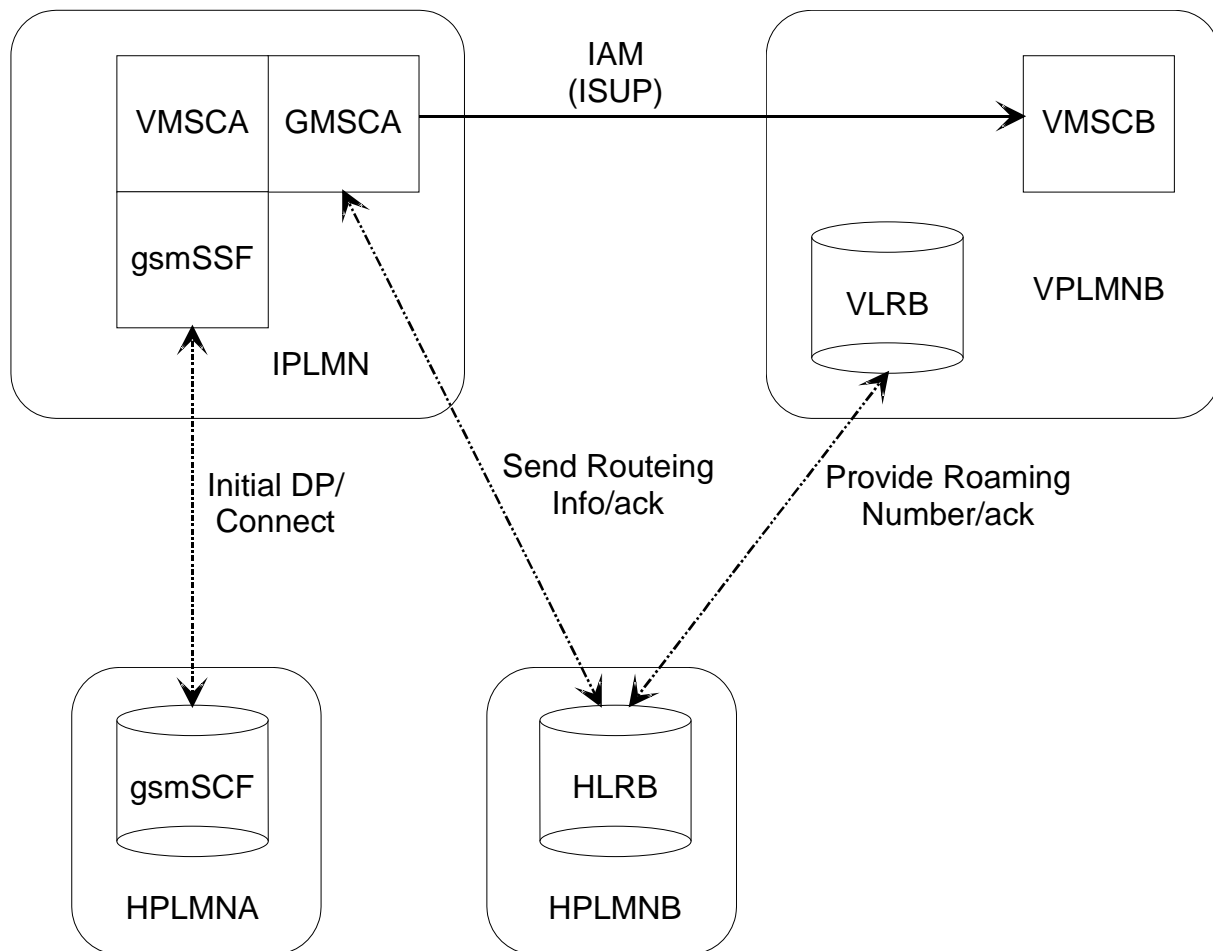 IAM
(ISUP)
VMSCA
GMSCA
VMSCB
gsmSSF
VLRB
VPLMNB
IPLMN
Initial DP/
Connect
Send Routeing
Info/ack
Provide Roaming
Number/ack
gsmSCF
HLRB
HPLMNA
HPLMNB